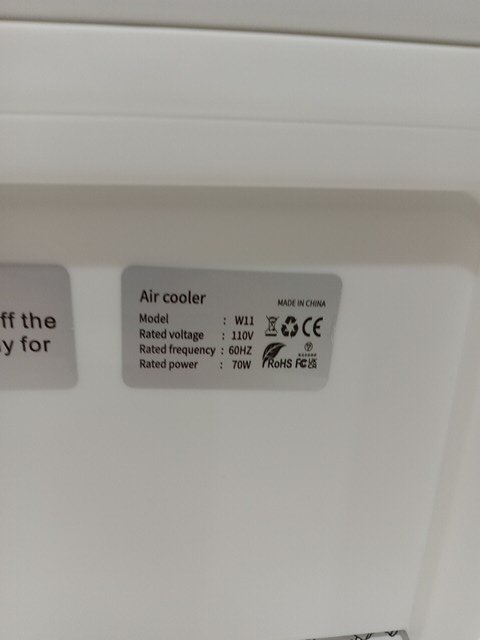 ff the
y for
Air cooler
MADE IN CHINA
Model : W11
Rated voltage : 110V
Rated frequency : 60HZ
Rated power : 70W
CE
RoHS FC UK CA